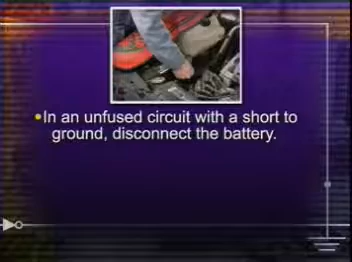 •In an unfused circuit with a short to
ground, disconnect the battery.